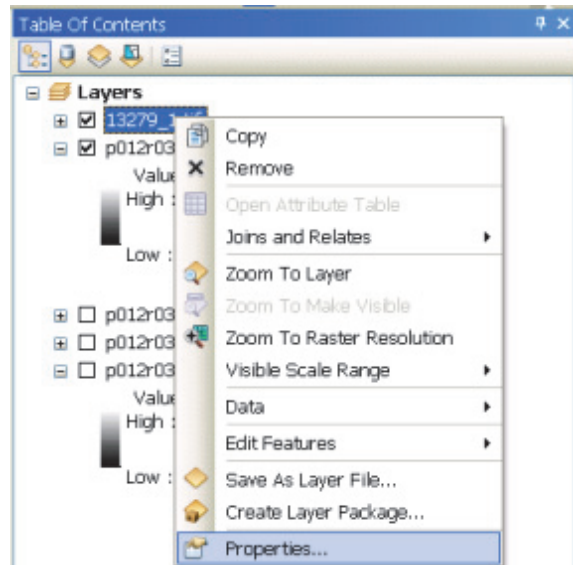 Table Of Contents
Layers
13279_1.tif
p012r03
Value
High :
Low :
p012r03
p012r03
p012r03
Value
High :
Low :
Copy
Remove
Open Attribute Table
Joins and Relates
Zoom To Layer
Zoom To Make Visible
Zoom To Raster Resolution
Visible Scale Range
Data
Edit Features
Save As Layer File...
Create Layer Package...
Properties...